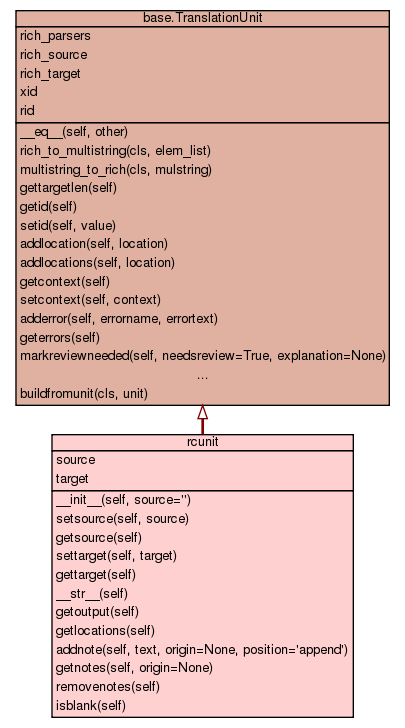 base.TranslationUnit
rich_parsers
rich_source
rich_target
xid
rid
__eq__(self, other)
rich_to_multistring(cls, elem_list)
multistring_to_rich(cls, mulstring)
gettargetlen(self)
getid(self)
setid(self, value)
addlocation(self, location)
addlocations(self, location)
getcontext(self)
setcontext(self, context)
adderror(self, errorname, errortext)
geterrors(self)
markreviewneeded(self, needsreview=True, explanation=None)
...
buildfromunit(cls, unit)
rcunit
source
target
__init__(self, source='')
setsource(self, source)
getsource(self)
settarget(self, target)
gettarget(self)
__str__(self)
getoutput(self)
getlocations(self)
addnote(self, text, origin=None, position='append')
getnotes(self, origin=None)
removenotes(self)
isblank(self)